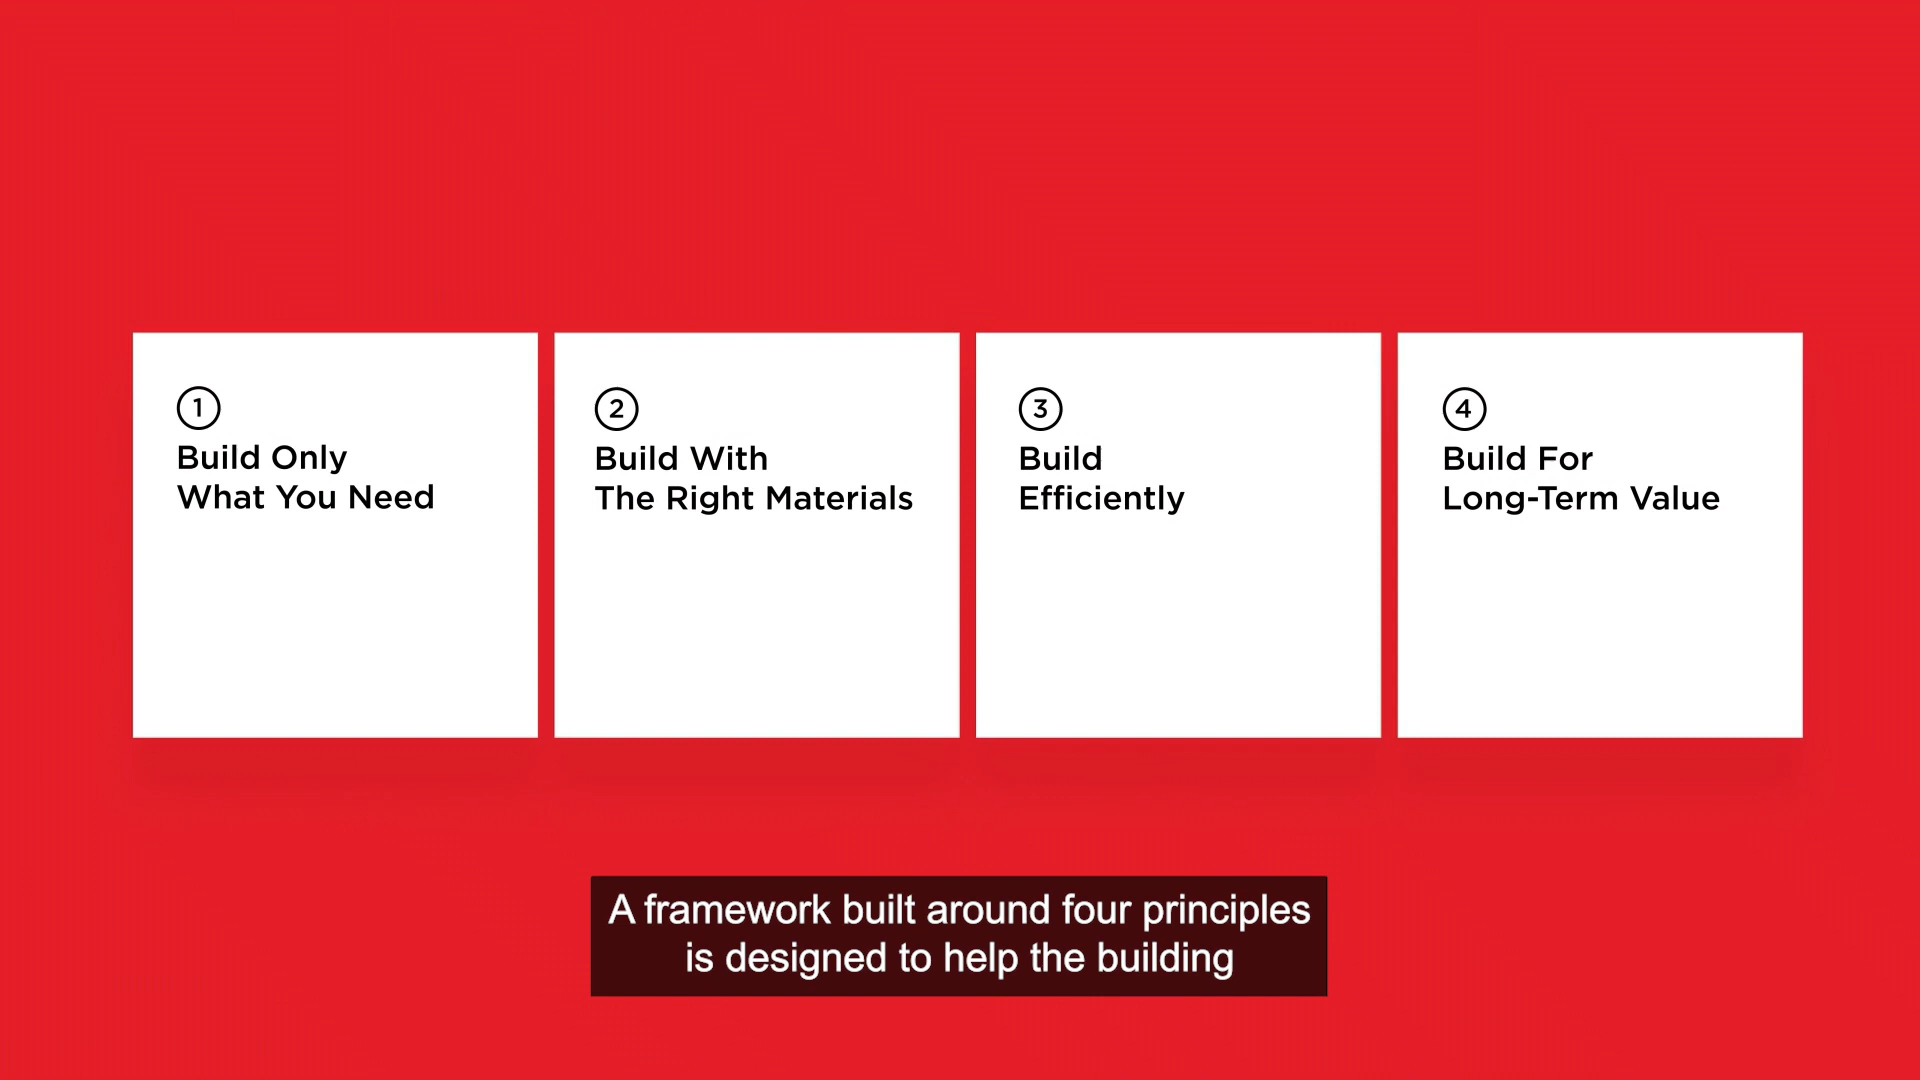 1
Build Only
What You Need
2
Build With
The Right Materials
3
Build
Efficiently
4
Build For
Long-Term Value
A framework built around four principles
is designed to help the building